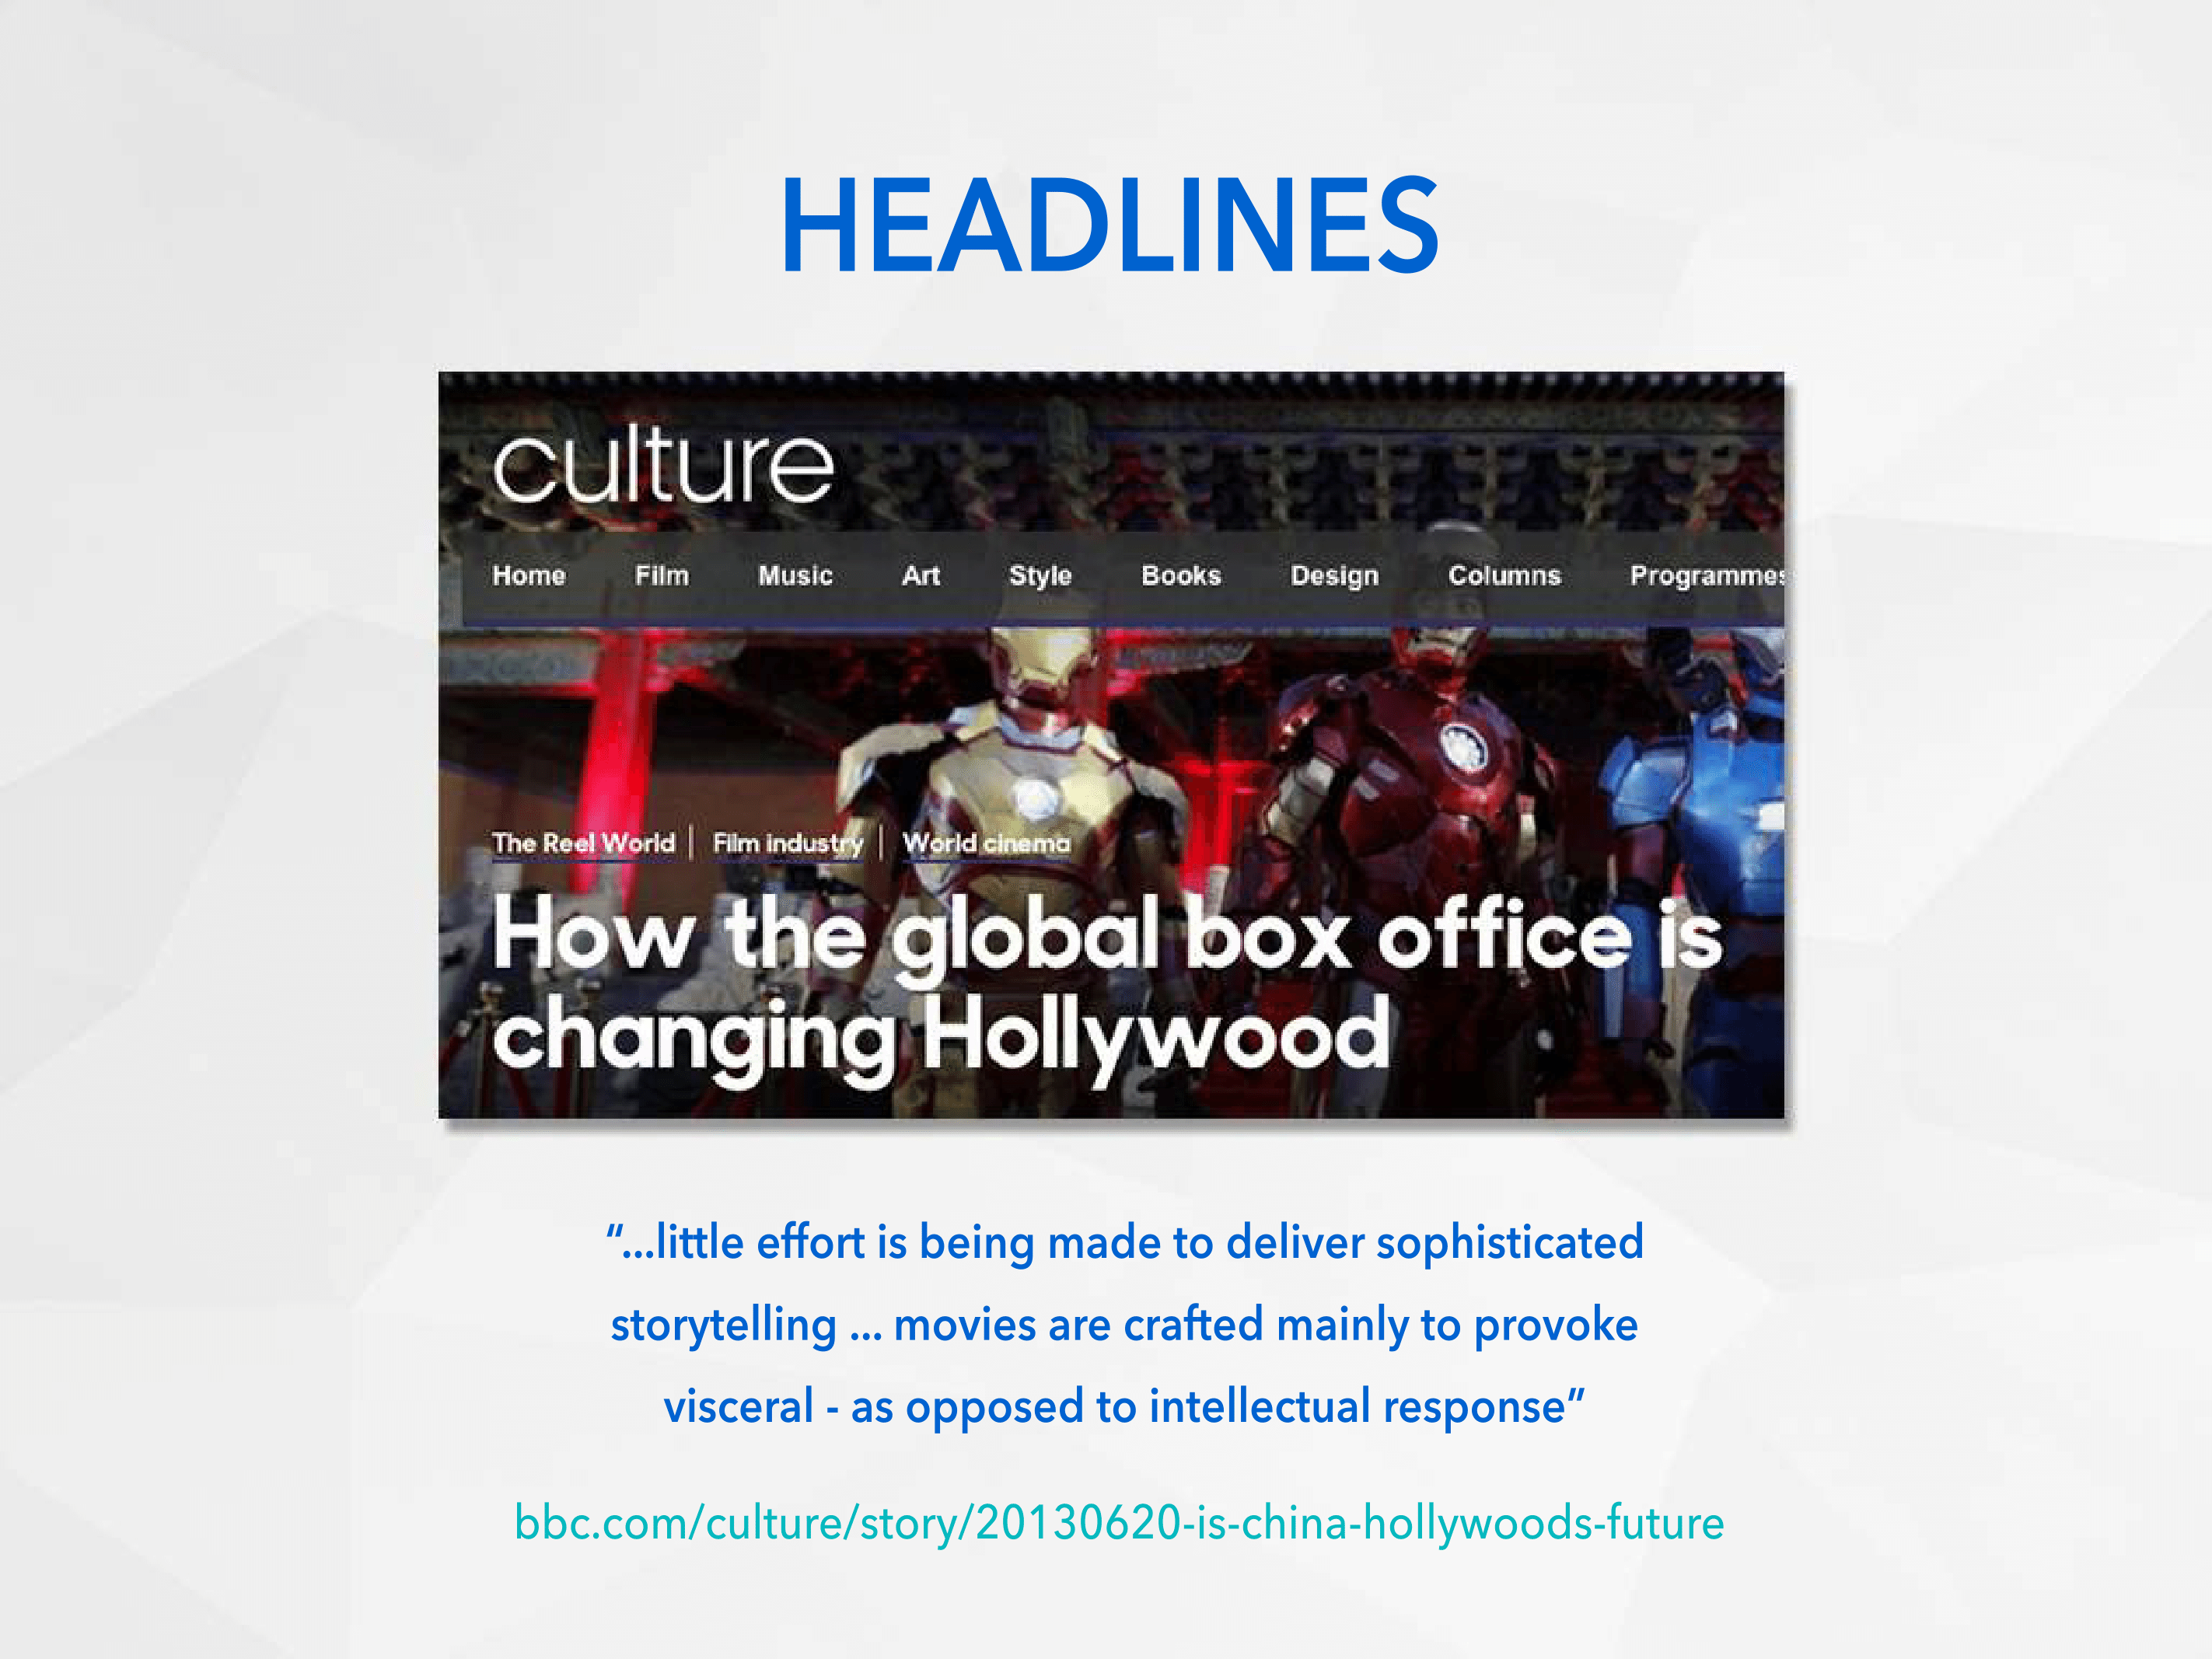 HEADLINES
culture
Home Film Music Art Style Books Design Columns Programmes
The Reel World | Film industry | World cinema
How the global box office is
changing Hollywood
“...little effort is being made to deliver sophisticated
storytelling ... movies are crafted mainly to provoke
visceral - as opposed to intellectual response”
bbc.com/culture/story/20130620-is-china-hollywoods-future